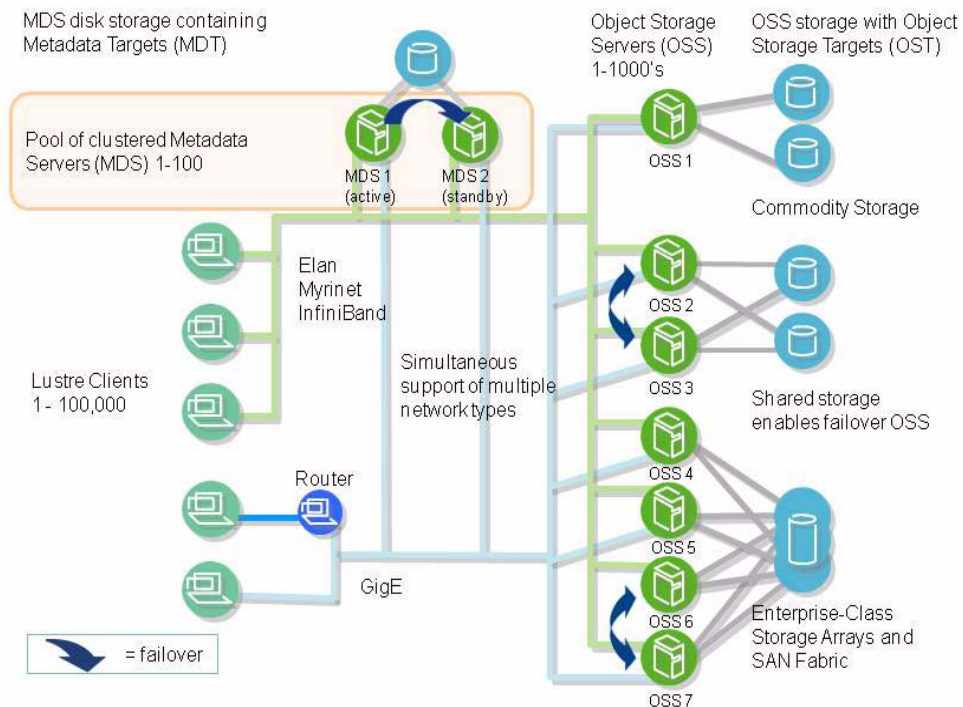 MDS disk storage containing
Metadata Targets (MDT)
Object Storage
Servers (OSS)
1-1000's
OSS storage with Object
Storage Targets (OST)
Pool of clustered Metadata
Servers (MDS) 1-100
MDS 1
(active)
MDS 2
(standby)
OSS 1
Commodity Storage
Elan
Myrinet
InfiniBand
OSS 2
Simultaneous
support of multiple
network types
OSS 3
Lustre Clients
1 - 100,000
Shared storage
enables failover OSS
OSS 4
Router
OSS 5
GigE
OSS 6
Enterprise-Class
Storage Arrays and
SAN Fabric
= failover
OSS 7